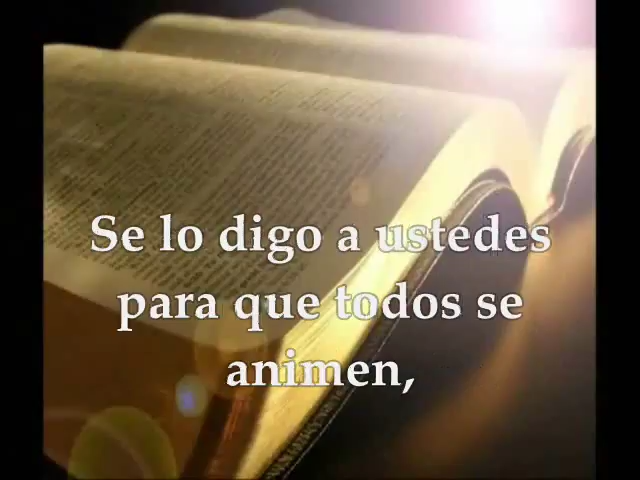 Se lo digo a ustedes
para que todos se
animen,